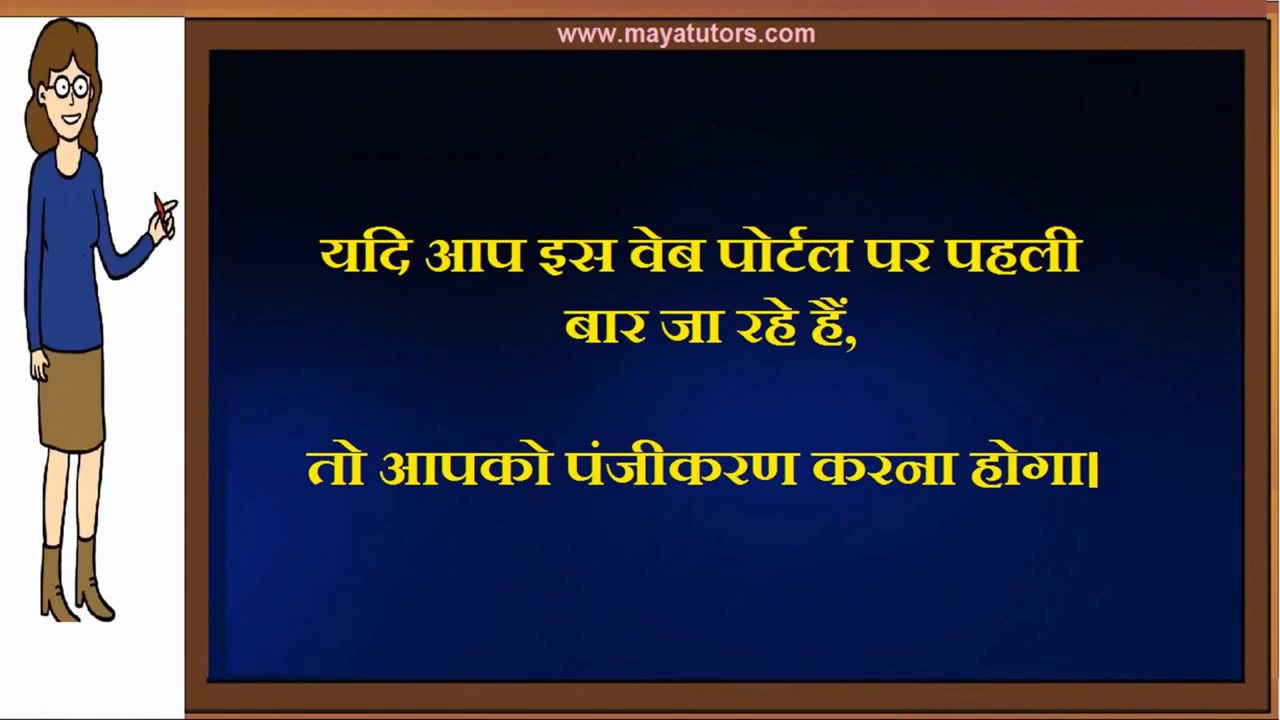 www.mayatutors.com
यदि आप इस वेब पोर्टल पर पहली
बार जा रहे हैं,
तो आपको पंजीकरण करना होगा।